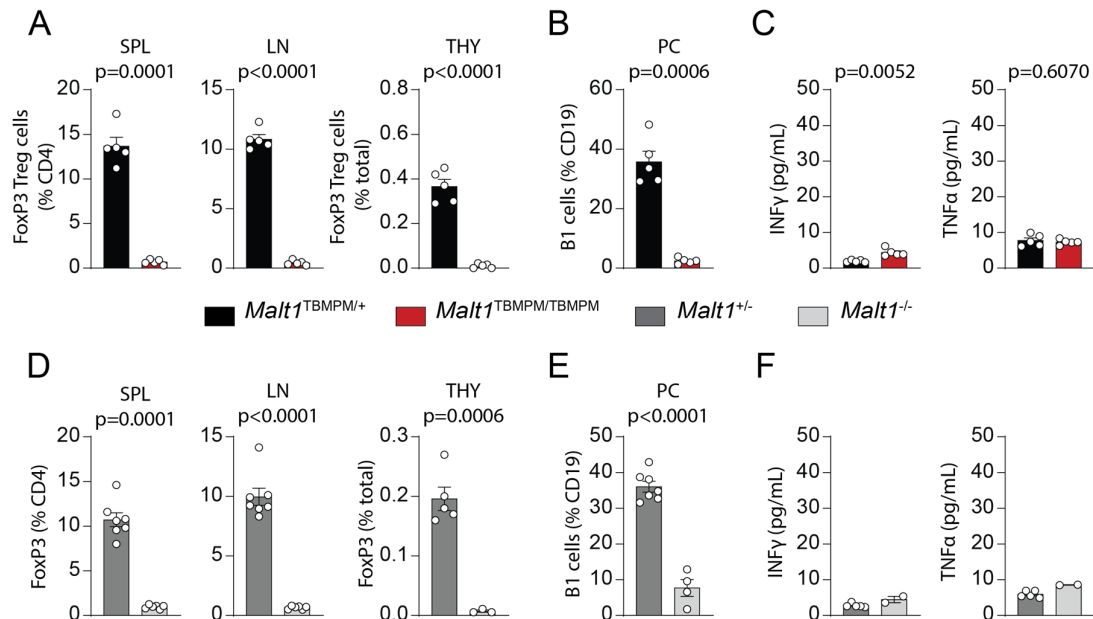 A
B
C
SPL
p=0.0001
LN
p<0.0001
THY
p<0.0001
PC
p=0.0006
p=0.0052
p=0.6070
FoxP3 Treg cells
(% CD4)
20
15
10
5
0
15
10
5
0
FoxP3 Treg cells
(% total)
0.8
0.6
0.4
0.2
0.0
B1 cells (% CD19)
60
40
20
0
INFγ (pg/mL)
50
40
30
20
10
0
TNFα (pg/mL)
50
40
30
20
10
0
Malt1TBMPM/+
Malt1TBMPM/TBMPM
Malt1+/-
Malt1-/-
D
E
F
SPL
p=0.0001
LN
p<0.0001
THY
p=0.0006
PC
p<0.0001
FoxP3 (% CD4)
20
15
10
5
0
15
10
5
0
FoxP3 (% total)
0.3
0.2
0.1
0.0
B1 cells (% CD19)
50
40
30
20
10
0
INFγ (pg/mL)
50
40
30
20
10
0
TNFα (pg/mL)
50
40
30
20
10
0